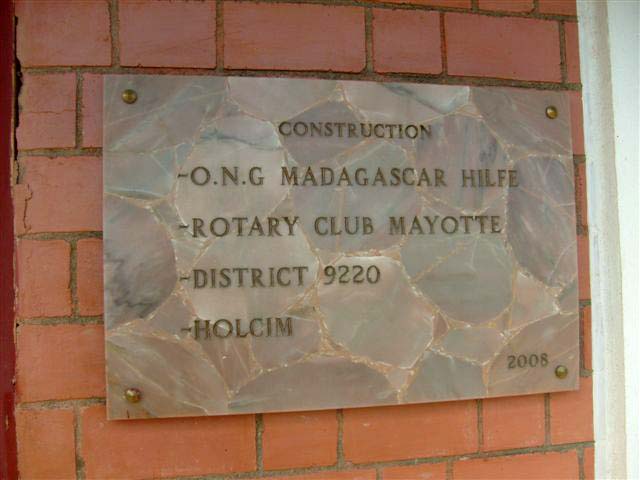 CONSTRUCTION
-O.N.G MADAGASCAR HILFE
-ROTARY CLUB MAYOTTE
-DISTRICT 9220
-HOLCIM
2008